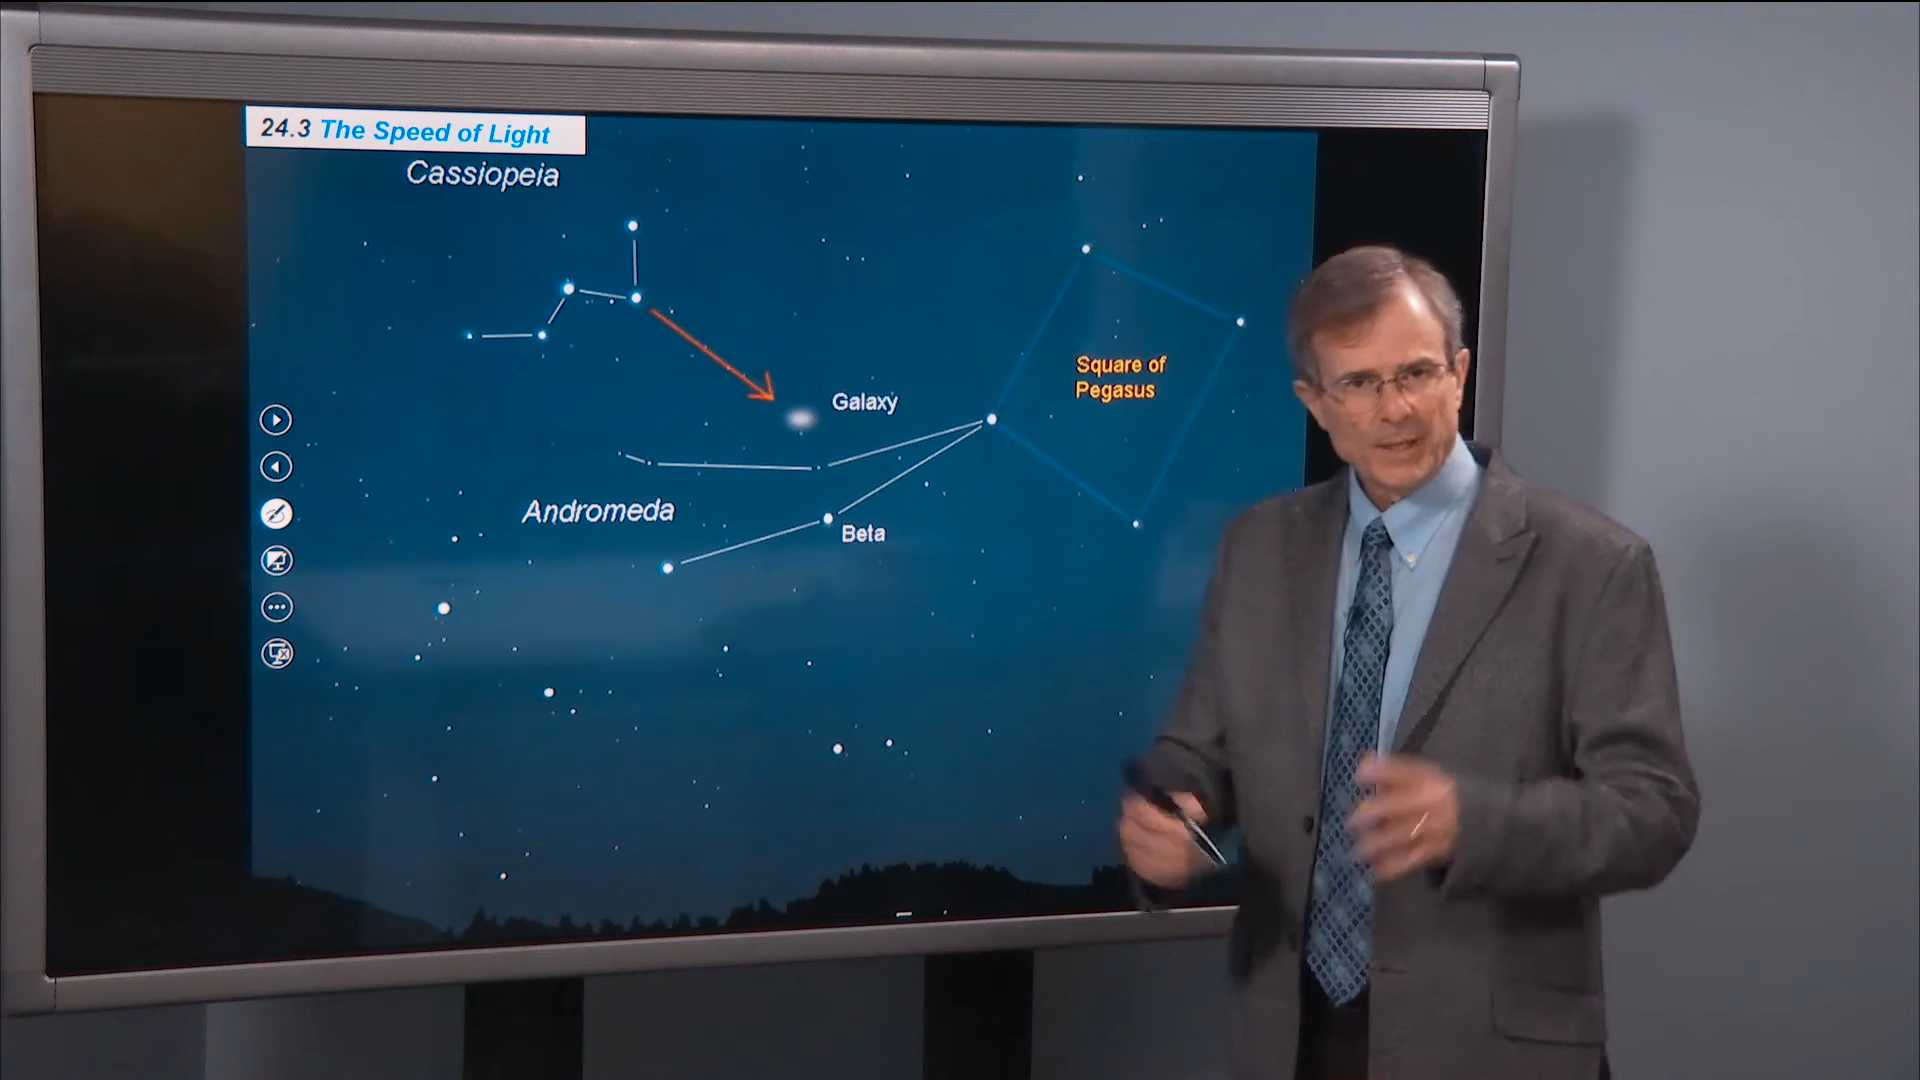 24.3 The Speed of Light
Cassiopeia
Square of
Pegasus
Galaxy
Andromeda
Beta